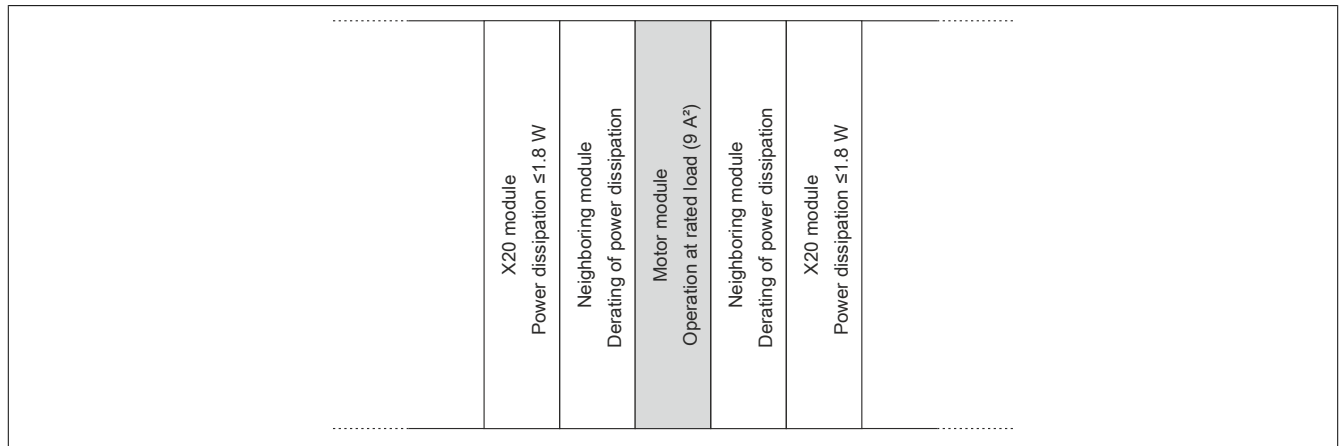 X20 module
Power dissipation ≤1.8 W
Neighboring module
Derating of power dissipation
Motor module
Operation at rated load (9 A²)
Neighboring module
Derating of power dissipation
X20 module
Power dissipation ≤1.8 W